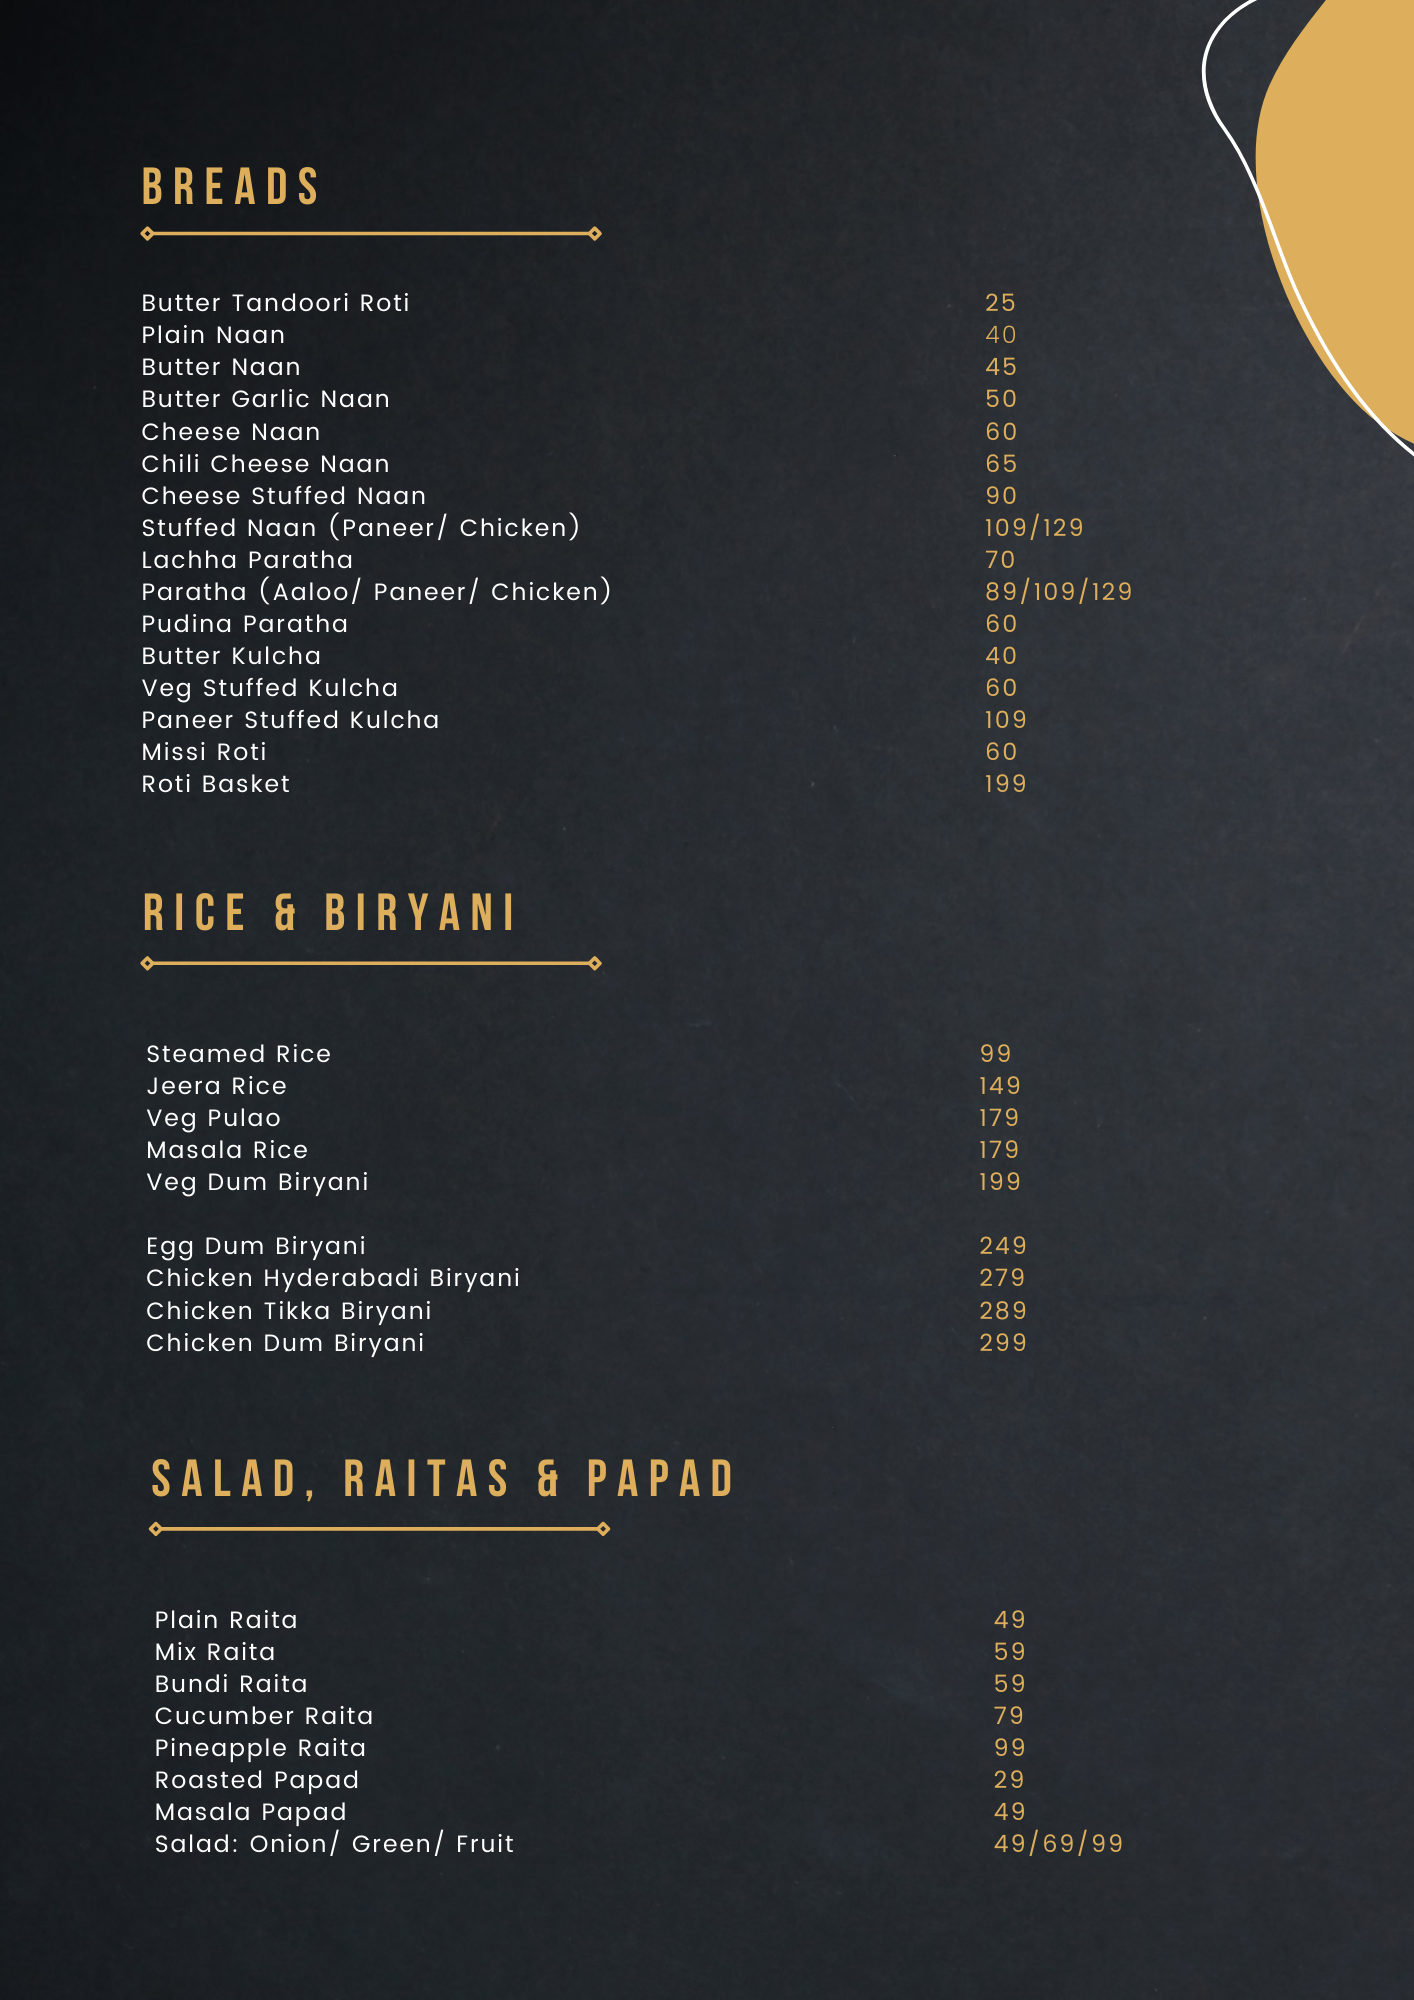 BREADS
Butter Tandoori Roti 25
Plain Naan 40
Butter Naan 45
Butter Garlic Naan 50
Cheese Naan 60
Chili Cheese Naan 65
Cheese Stuffed Naan 90
Stuffed Naan (Paneer/ Chicken) 109/129
Lachha Paratha 70
Paratha (Aaloo/ Paneer/ Chicken) 89/109/129
Pudina Paratha 60
Butter Kulcha 40
Veg Stuffed Kulcha 60
Paneer Stuffed Kulcha 109
Missi Roti 60
Roti Basket 199
RICE & BIRYANI
Steamed Rice 99
Jeera Rice 149
Veg Pulao 179
Masala Rice 179
Veg Dum Biryani 199
Egg Dum Biryani 249
Chicken Hyderabadi Biryani 279
Chicken Tikka Biryani 289
Chicken Dum Biryani 299
SALAD, RAITAS & PAPAD
Plain Raita 49
Mix Raita 59
Bundi Raita 59
Cucumber Raita 79
Pineapple Raita 99
Roasted Papad 29
Masala Papad 49
Salad: Onion/ Green/ Fruit 49/69/99